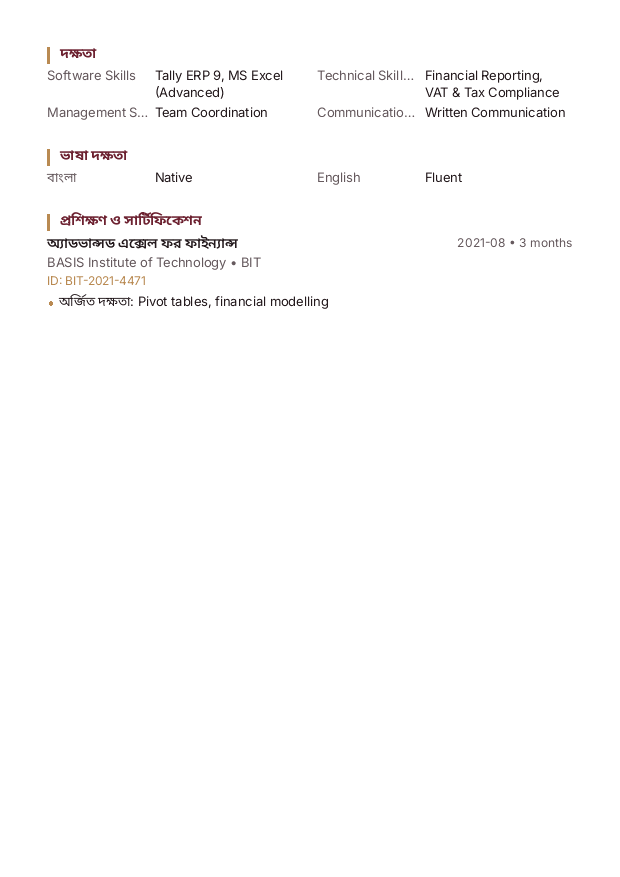 দক্ষতা
Software Skills Tally ERP 9, MS Excel (Advanced) Technical Skill... Financial Reporting, VAT & Tax Compliance
Management S... Team Coordination Communicatio... Written Communication
ভাষা দক্ষতা
বাংলা Native English Fluent
প্রশিক্ষণ ও সার্টিফিকেশন
অ্যাডভান্সড এক্সেল ফর ফাইন্যান্স 2021-08 • 3 months
BASIS Institute of Technology • BIT
ID: BIT-2021-4471
• অর্জিত দক্ষতা: Pivot tables, financial modelling